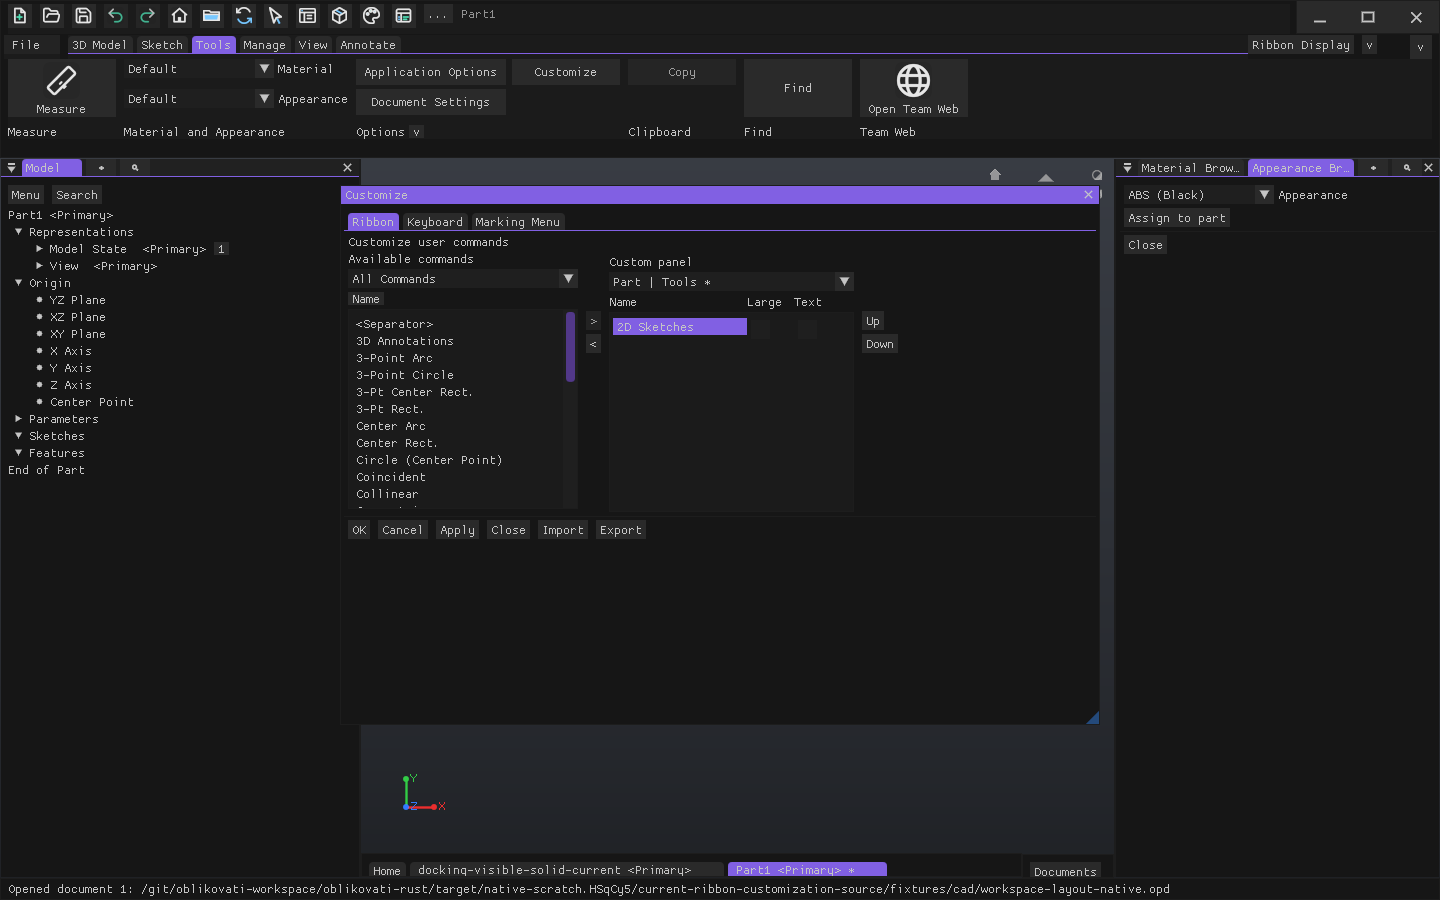 ... Part1
File 3D Model Sketch Tools Manage View Annotate Ribbon Display v v
Default Material
Default Appearance
Measure
Application Options
Document Settings
Customize
Copy
Find
Open Team Web
Measure Material and Appearance Options v Clipboard Find Team Web
Model
Menu Search
Part1 <Primary>
Representations
Model State <Primary> 1
View <Primary>
Origin
YZ Plane
XZ Plane
XY Plane
X Axis
Y Axis
Z Axis
Center Point
Parameters
Sketches
Features
End of Part
Customize
Ribbon Keyboard Marking Menu
Customize user commands
Available commands
All Commands
Name
<Separator>
3D Annotations
3-Point Arc
3-Point Circle
3-Pt Center Rect.
3-Pt Rect.
Center Arc
Center Rect.
Circle (Center Point)
Coincident
Collinear
>
<
Custom panel
Part | Tools *
Name Large Text
2D Sketches
Up
Down
OK Cancel Apply Close Import Export
Material Brow… Appearance Br…
ABS (Black) Appearance
Assign to part
Close
Y
Z X
Home docking-visible-solid-current <Primary> Part1 <Primary> * Documents
Opened document 1: /git/oblikovati-workspace/oblikovati-rust/target/native-scratch.HSqCy5/current-ribbon-customization-source/fixtures/cad/workspace-layout-native.opd